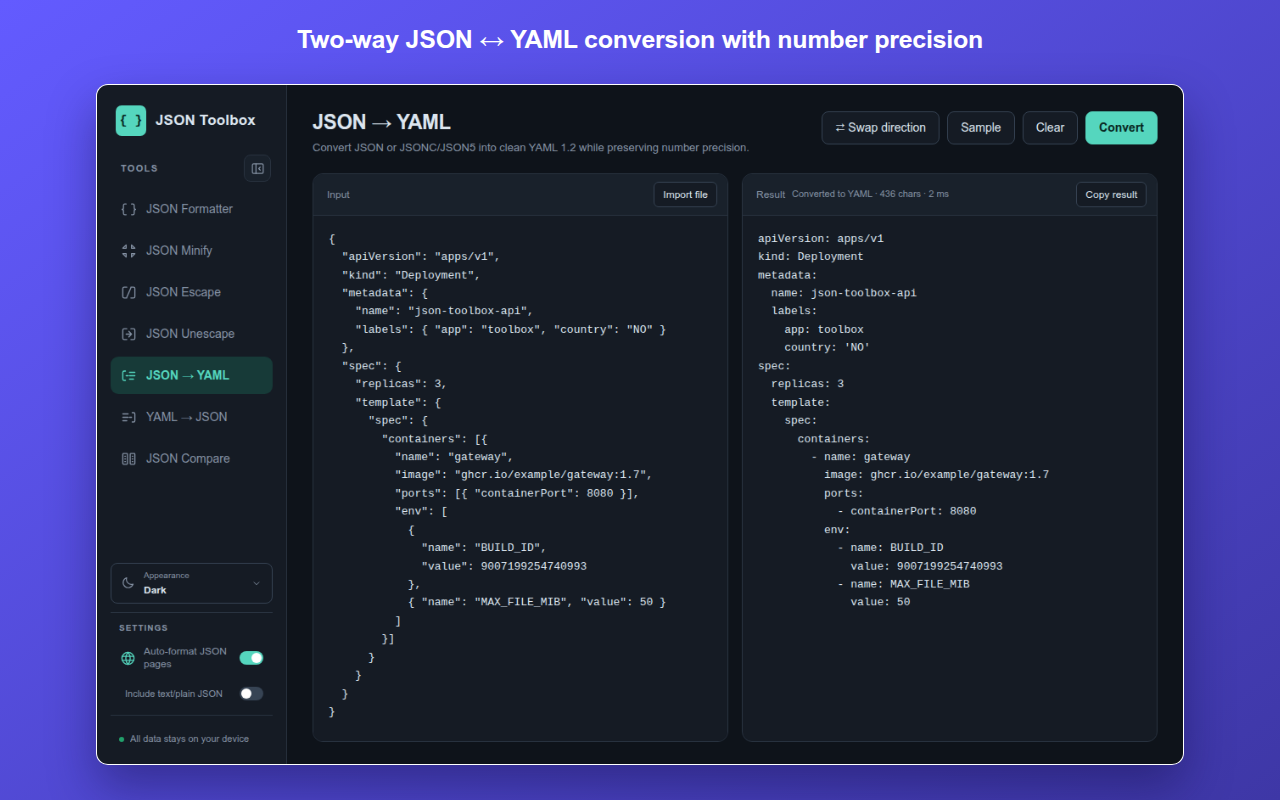 Two-way JSON ↔ YAML conversion with number precision
{ } JSON Toolbox
TOOLS
{ } JSON Formatter
JSON Minify
JSON Escape
JSON Unescape
JSON → YAML
YAML → JSON
JSON Compare
Appearance
Dark
SETTINGS
Auto-format JSON
pages
Include text/plain JSON
All data stays on your device
JSON → YAML
Convert JSON or JSONC/JSON5 into clean YAML 1.2 while preserving number precision.
⇄ Swap direction
Sample
Clear
Convert
Input
Import file
{
  "apiVersion": "apps/v1",
  "kind": "Deployment",
  "metadata": {
    "name": "json-toolbox-api",
    "labels": { "app": "toolbox", "country": "NO" }
  },
  "spec": {
    "replicas": 3,
    "template": {
      "spec": {
        "containers": [{
          "name": "gateway",
          "image": "ghcr.io/example/gateway:1.7",
          "ports": [{ "containerPort": 8080 }],
          "env": [
            {
              "name": "BUILD_ID",
              "value": 9007199254740993
            },
            { "name": "MAX_FILE_MIB", "value": 50 }
          ]
        }]
      }
    }
  }
}
Result Converted to YAML · 436 chars · 2 ms
Copy result
apiVersion: apps/v1
kind: Deployment
metadata:
  name: json-toolbox-api
  labels:
    app: toolbox
    country: 'NO'
spec:
  replicas: 3
  template:
    spec:
      containers:
        - name: gateway
          image: ghcr.io/example/gateway:1.7
          ports:
            - containerPort: 8080
          env:
            - name: BUILD_ID
              value: 9007199254740993
            - name: MAX_FILE_MIB
              value: 50